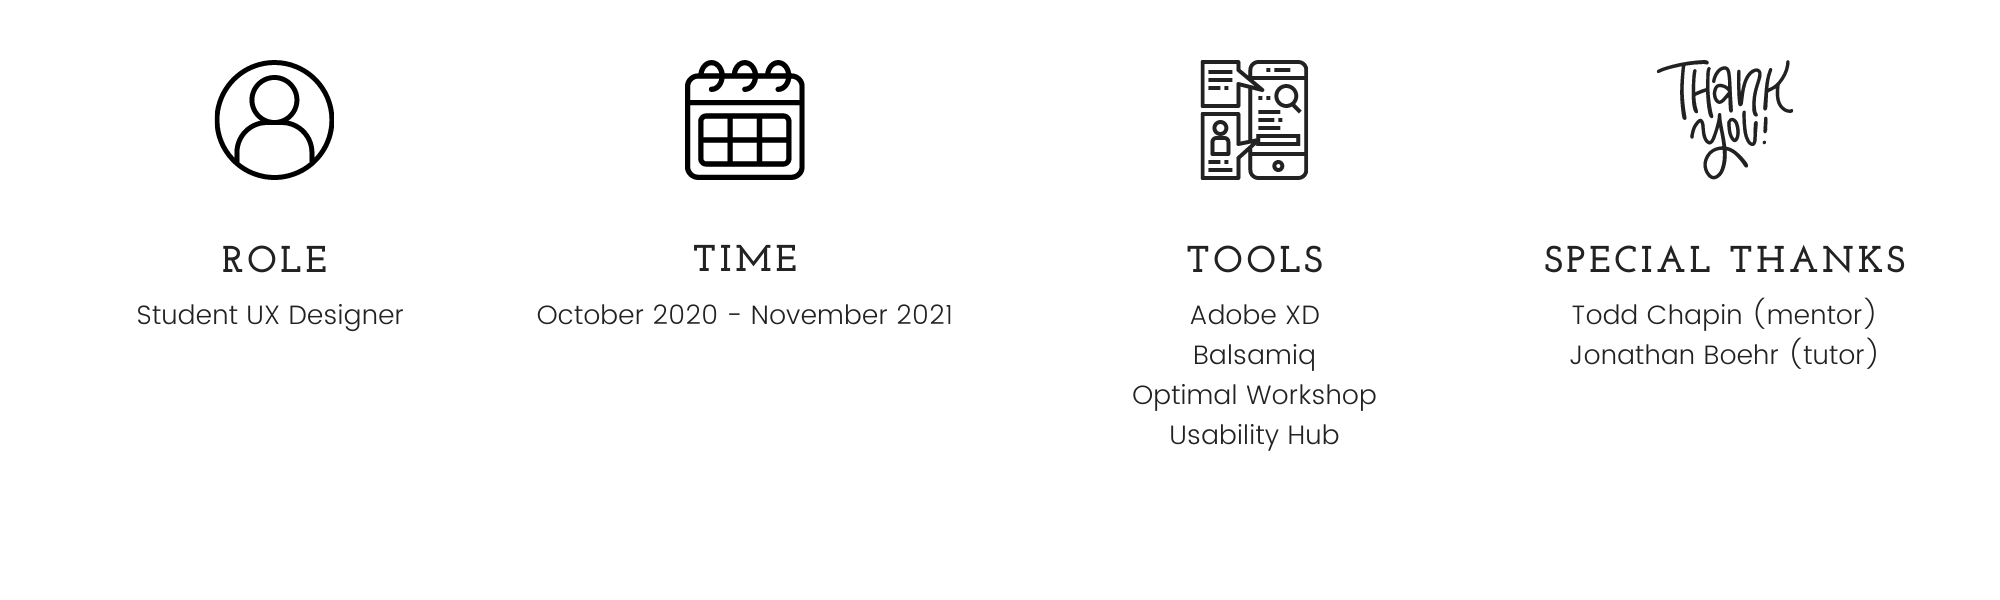 THANK
you!
ROLE
Student UX Designer
TIME
October 2020 - November 2021
TOOLS
Adobe XD
Balsamiq
Optimal Workshop
Usability Hub
SPECIAL THANKS
Todd Chapin (mentor)
Jonathan Boehr (tutor)